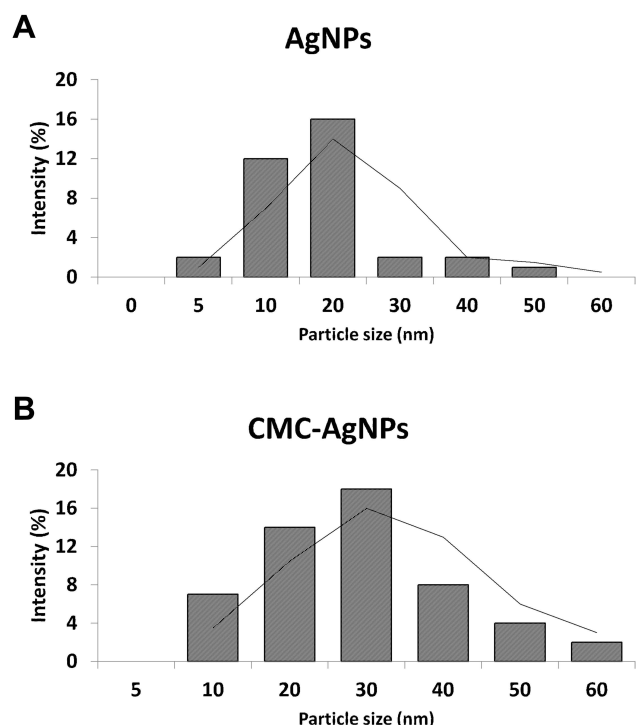 A
AgNPs
20
16
12
8
4
0
Intensity (%)
0 5 10 20 30 40 50 60
Particle size (nm)
B
CMC-AgNPs
20
16
12
8
4
0
Intensity (%)
5 10 20 30 40 50 60
Particle size (nm)